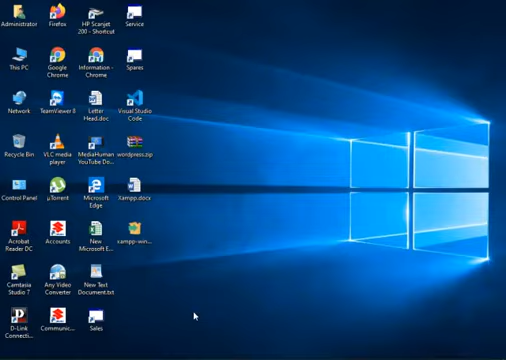 Administrator
Firefox
HP Scanjet
200 - Shortcut
Service
This PC
Google
Chrome
Information -
Chrome
Spares
Network
TeamViewer 8
Letter
Head.doc
Visual Studio
Code
Recycle Bin
VLC media
player
MediaHuman
YouTube Do...
wordpress.zip
Control Panel
µTorrent
Microsoft
Edge
Xampp.docx
Acrobat
Reader DC
Accounts
New
Microsoft E...
xampp-win...
Camtasia
Studio 7
Any Video
Converter
New Text
Document.txt
D-Link
Connecti...
Communic...
Sales